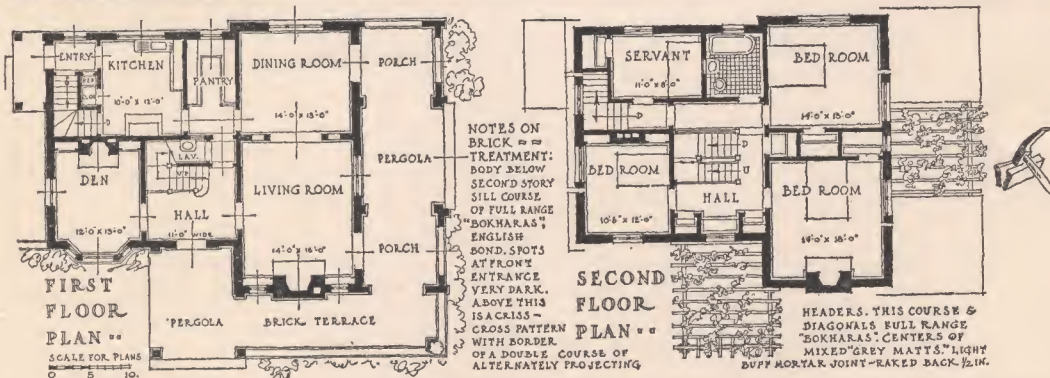 ENTRY
KITCHEN
10'-0" X 12'-0"
PANTRY
DINING ROOM
14'-0" X 13'-0"
PORCH
REF.
D
DEN
12'-0" X 13'-0"
LAV.
UP
HALL
11'-0" WIDE
LIVING ROOM
14'-0" X 18'-0"
PERGOLA
PORCH
PERGOLA BRICK TERRACE
FIRST
FLOOR
PLAN
SCALE FOR PLANS
0 5 10.
NOTES ON
BRICK
TREATMENT:
BODY BELOW
SECOND STORY
SILL COURSE
OF FULL RANGE
"BOKHARAS",
ENGLISH
BOND. SPOTS
AT FRONT
ENTRANCE
VERY DARK.
ABOVE THIS
IS A CRISS-
CROSS PATTERN
WITH BORDER
OF A DOUBLE COURSE OF
ALTERNATELY PROJECTING
SERVANT
11'-0" X 8'-0"
BED ROOM
14'-0" X 13'-0"
D
BED ROOM
10'-6" X 12'-0"
D
U
HALL
BED ROOM
14'-0" X 18'-0"
SECOND
FLOOR
PLAN
HEADERS. THIS COURSE &
DIAGONALS FULL RANGE
"BOKHARAS". CENTERS OF
MIXED "GREY MATTS." LIGHT
BUFF MORTAR JOINT-RAKED BACK 1/2 IN.